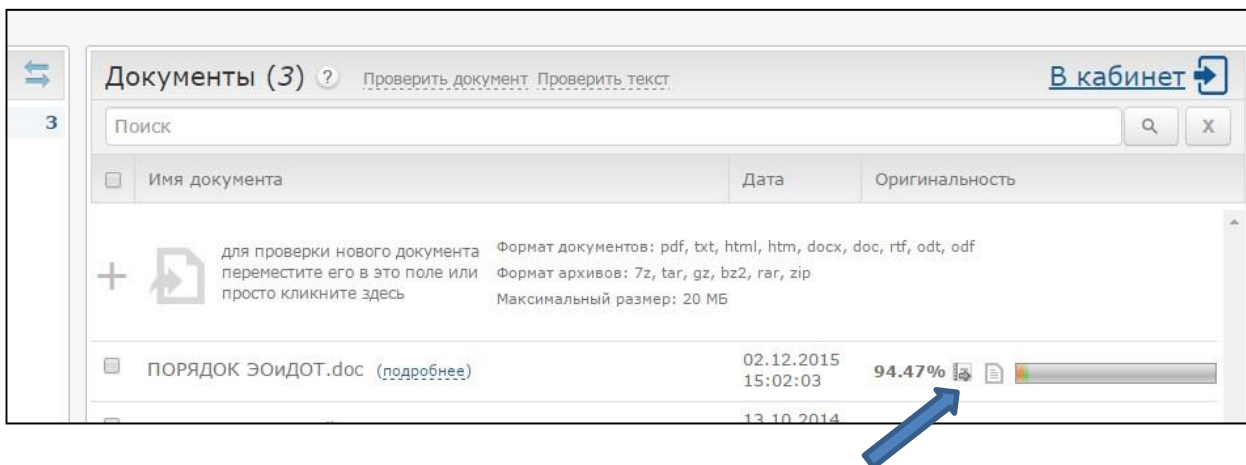 Документы (3) ? Проверить документ Проверить текст В кабинет
3
Поиск X
Имя документа Дата Оригинальность
для проверки нового документа
переместите его в это поле или
просто кликните здесь
Формат документов: pdf, txt, html, htm, docx, doc, rtf, odt, odf
Формат архивов: 7z, tar, gz, bz2, rar, zip
Максимальный размер: 20 МБ
ПОРЯДОК ЭОиДОТ.doc (подробнее)
02.12.2015
15:02:03
94.47%
13.10.2014